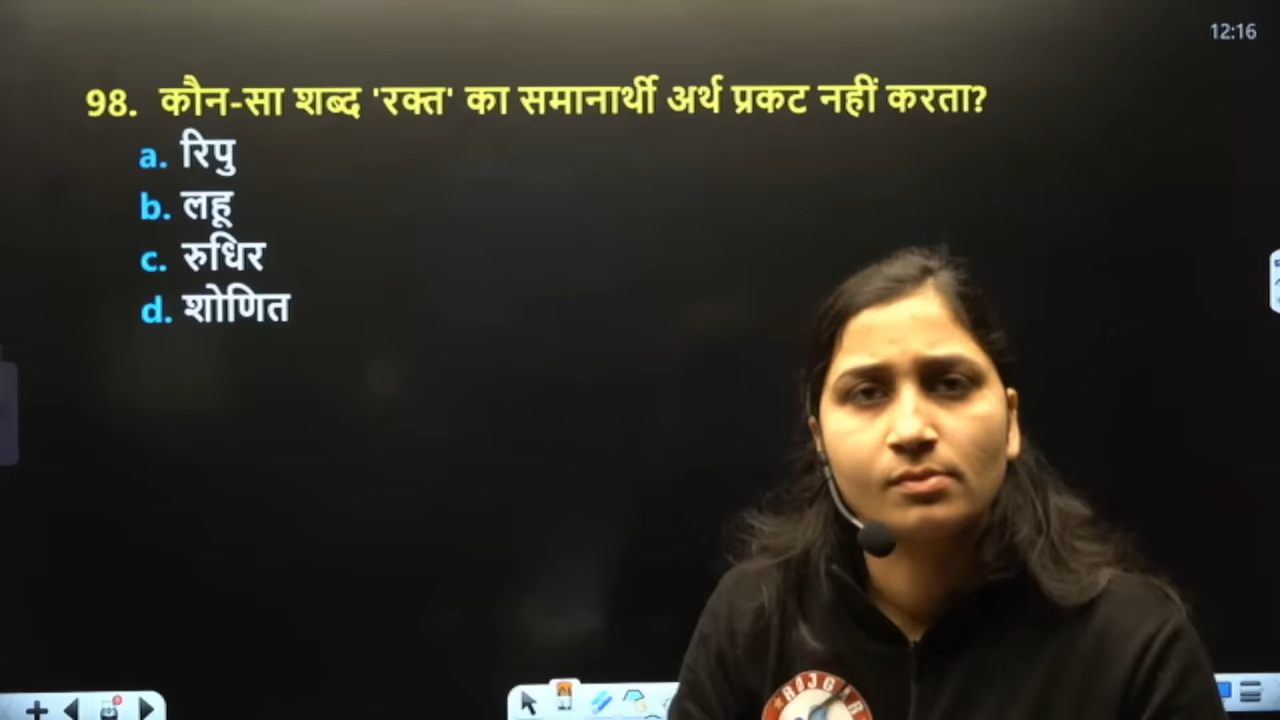 12:16
98. कौन-सा शब्द 'रक्त' का समानार्थी अर्थ प्रकट नहीं करता?
a. रिपु
b. लहू
c. रुधिर
d. शोणित